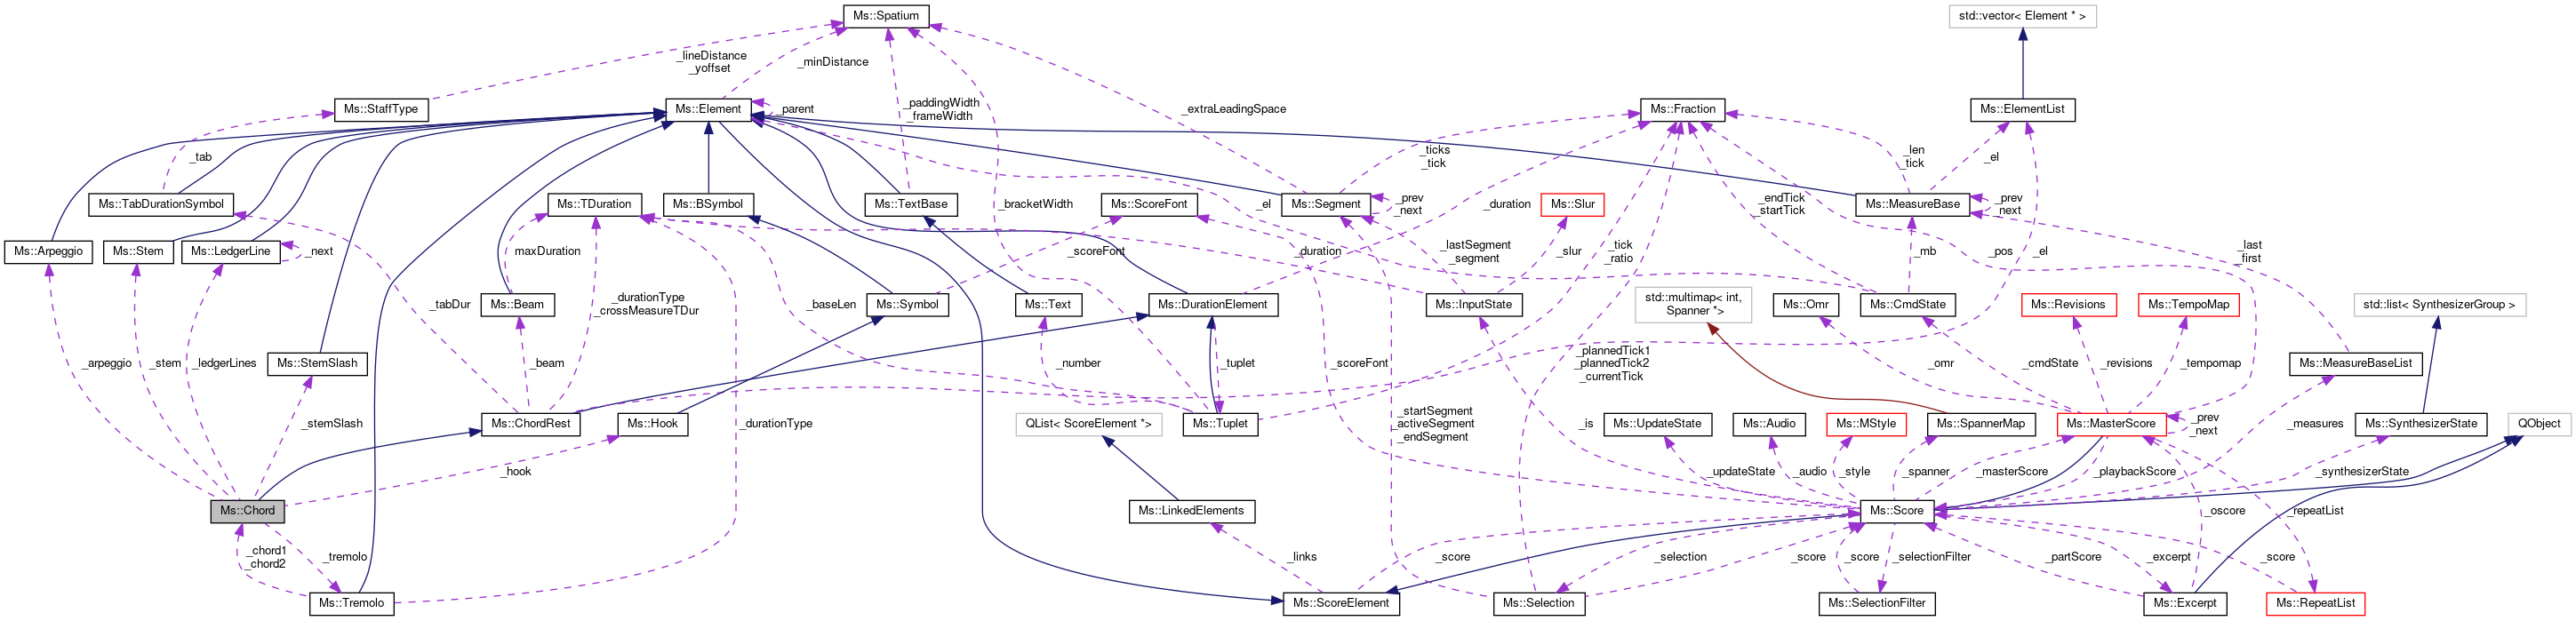 Ms::Spatium
std::vector< Element * >
_lineDistance
_yoffset
_minDistance
Ms::StaffType
Ms::Element
_parent
_paddingWidth
_frameWidth
_extraLeadingSpace
Ms::Fraction
Ms::ElementList
_tab
_ticks
_tick
_len
_tick
_el
Ms::TabDurationSymbol
Ms::TDuration
Ms::BSymbol
Ms::TextBase
_bracketWidth
Ms::ScoreFont
_el
Ms::Segment
_prev
_next
_duration
Ms::Slur
_endTick
_startTick
Ms::MeasureBase
_prev
_next
Ms::Arpeggio
Ms::Stem
Ms::LedgerLine
_next
maxDuration
_scoreFont
_duration
_lastSegment
_segment
_slur
_tick
_ratio
_mb
_pos
_el
_last
_first
_tabDur
Ms::Beam
_durationType
_crossMeasureTDur
_baseLen
Ms::Symbol
Ms::Text
Ms::DurationElement
Ms::InputState
std::multimap< int,
Spanner *>
Ms::Omr
Ms::CmdState
Ms::Revisions
Ms::TempoMap
std::list< SynthesizerGroup >
_arpeggio
_stem
_ledgerLines
Ms::StemSlash
_beam
_number
_tuplet
_scoreFont
_plannedTick1
_plannedTick2
_currentTick
_omr
_cmdState
_revisions
_tempomap
Ms::MeasureBaseList
_stemSlash
Ms::ChordRest
Ms::Hook
_durationType
QList< ScoreElement *>
Ms::Tuplet
_startSegment
_activeSegment
_endSegment
_is
Ms::UpdateState
Ms::Audio
Ms::MStyle
Ms::SpannerMap
Ms::MasterScore
_prev
_next
_measures
Ms::SynthesizerState
QObject
_hook
_updateState
_audio
_style
_spanner
_masterScore
_playbackScore
_synthesizerState
Ms::Chord
Ms::LinkedElements
Ms::Score
_oscore
_repeatList
_chord1
_chord2
_tremolo
_links
_score
_selection
_score
_score
_selectionFilter
_partScore
_excerpt
_score
Ms::Tremolo
Ms::ScoreElement
Ms::Selection
Ms::SelectionFilter
Ms::Excerpt
Ms::RepeatList